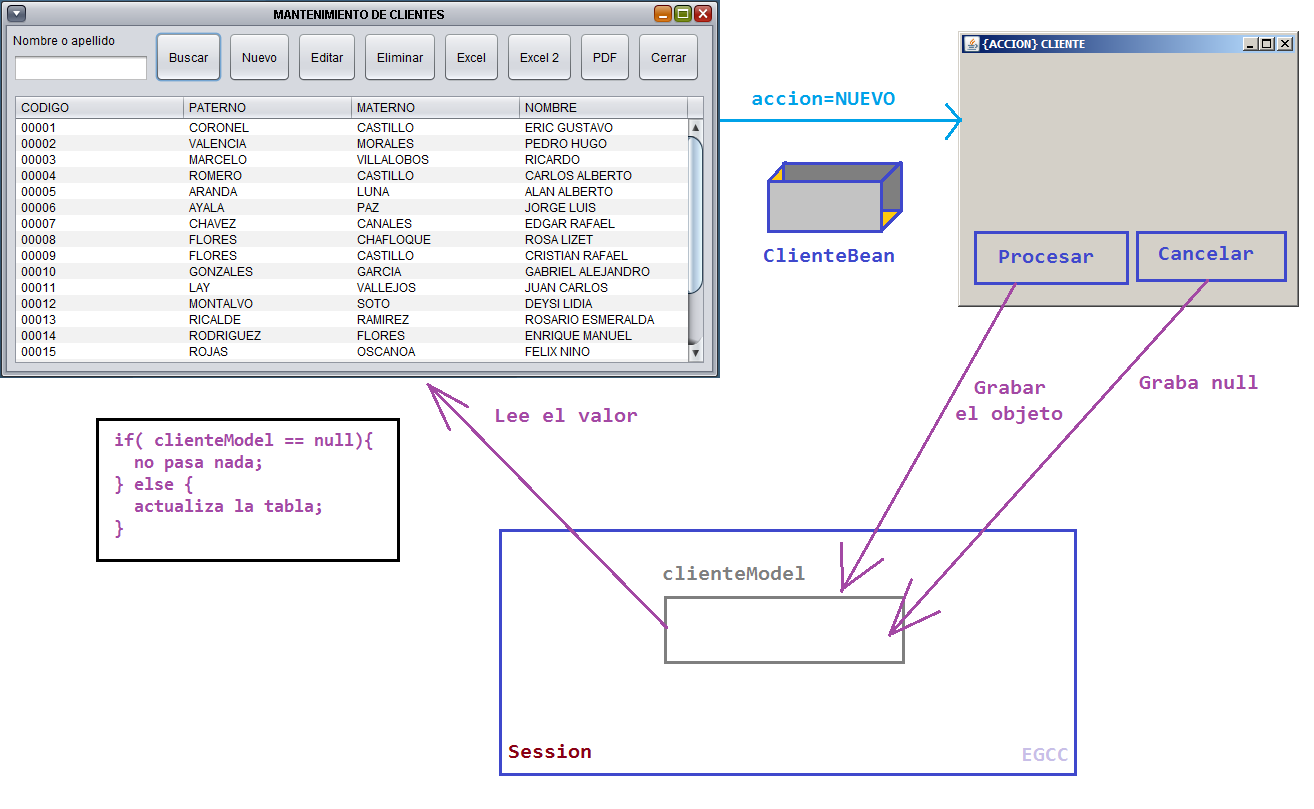 MANTENIMIENTO DE CLIENTES
Nombre o apellido
Buscar Nuevo Editar Eliminar Excel Excel 2 PDF Cerrar
CODIGO PATERNO MATERNO NOMBRE
00001 CORONEL CASTILLO ERIC GUSTAVO
00002 VALENCIA MORALES PEDRO HUGO
00003 MARCELO VILLALOBOS RICARDO
00004 ROMERO CASTILLO CARLOS ALBERTO
00005 ARANDA LUNA ALAN ALBERTO
00006 AYALA PAZ JORGE LUIS
00007 CHAVEZ CANALES EDGAR RAFAEL
00008 FLORES CHAFLOQUE ROSA LIZET
00009 FLORES CASTILLO CRISTIAN RAFAEL
00010 GONZALES GARCIA GABRIEL ALEJANDRO
00011 LAY VALLEJOS JUAN CARLOS
00012 MONTALVO SOTO DEYSI LIDIA
00013 RICALDE RAMIREZ ROSARIO ESMERALDA
00014 RODRIGUEZ FLORES ENRIQUE MANUEL
00015 ROJAS OSCANOA FELIX NINO
accion=NUEVO
ClienteBean
{ACCION} CLIENTE
Procesar Cancelar
Grabar
el objeto
Graba null
Lee el valor
if( clienteModel == null){
no pasa nada;
} else {
actualiza la tabla;
}
clienteModel
Session
EGCC